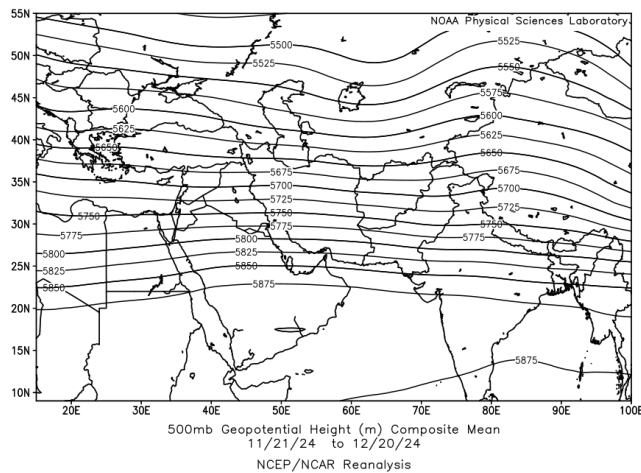 55N
NOAA Physical Sciences Laboratory
5500
5525
5525
5550
50N
5575
45N
5600
5600
5625
5625
40N
5650
5650
5675
5675
35N
5700
5700
5725
5725
5750
5750
5750
30N
5775
5775
5775
5800
5800
5825
5825
25N
5850
5850
5875
20N
15N
5875
10N
20E 30E 40E 50E 60E 70E 80E 90E 100E
500mb Geopotential Height (m) Composite Mean
11/21/24 to 12/20/24
NCEP/NCAR Reanalysis